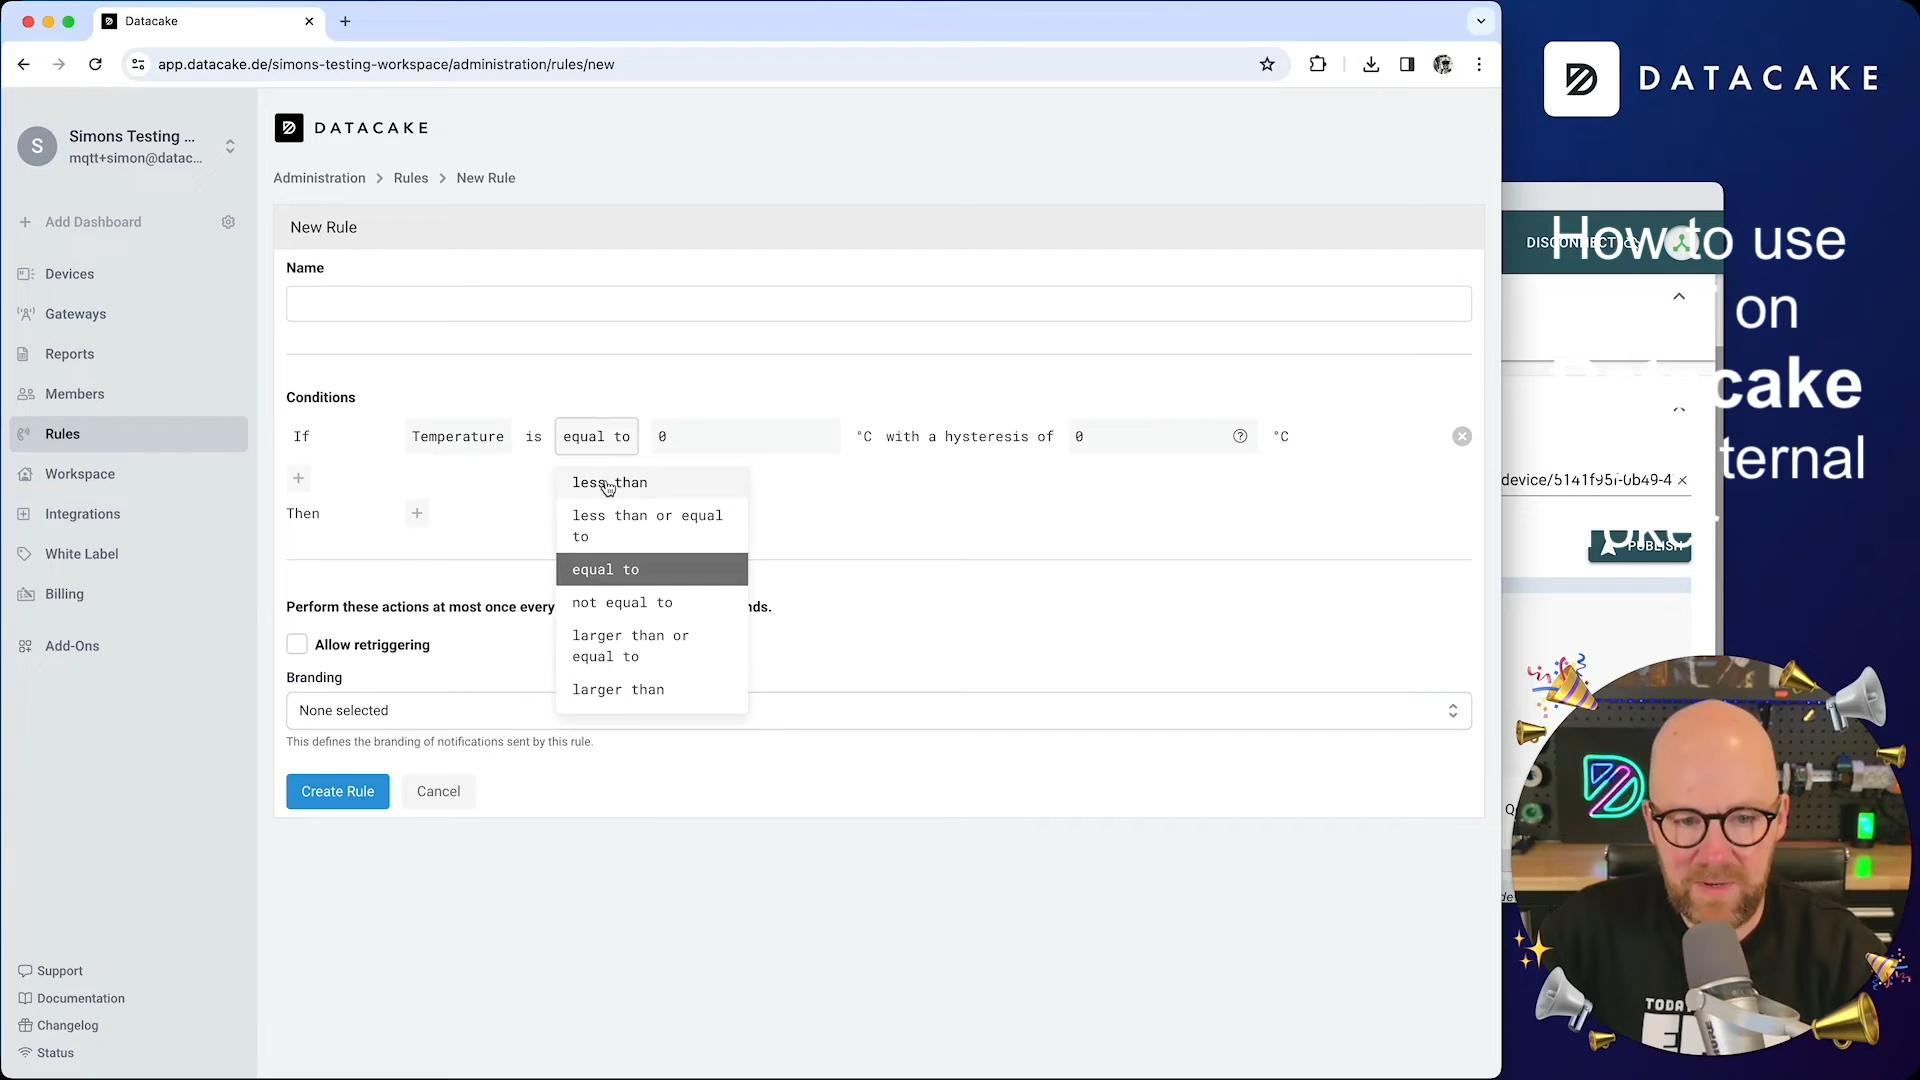 Datacake
app.datacake.de/simons-testing-workspace/administration/rules/new
S
Simons Testing ...
mqtt+simon@datac...
Add Dashboard
Devices
Gateways
Reports
Members
Rules
Workspace
Integrations
White Label
Billing
Add-Ons
Support
Documentation
Changelog
Status
DATACAKE
Administration > Rules > New Rule
New Rule
Name
Conditions
If Temperature is equal to 0 °C with a hysteresis of 0 °C
less than
less than or equal to
equal to
not equal to
larger than or equal to
larger than
Then
Perform these actions at most once every
Allow retriggering
Branding
None selected
This defines the branding of notifications sent by this rule.
Create Rule
Cancel
DATACAKE
DISCONNECT
How to use
on
cake
ternal
PUBLISH
TODA